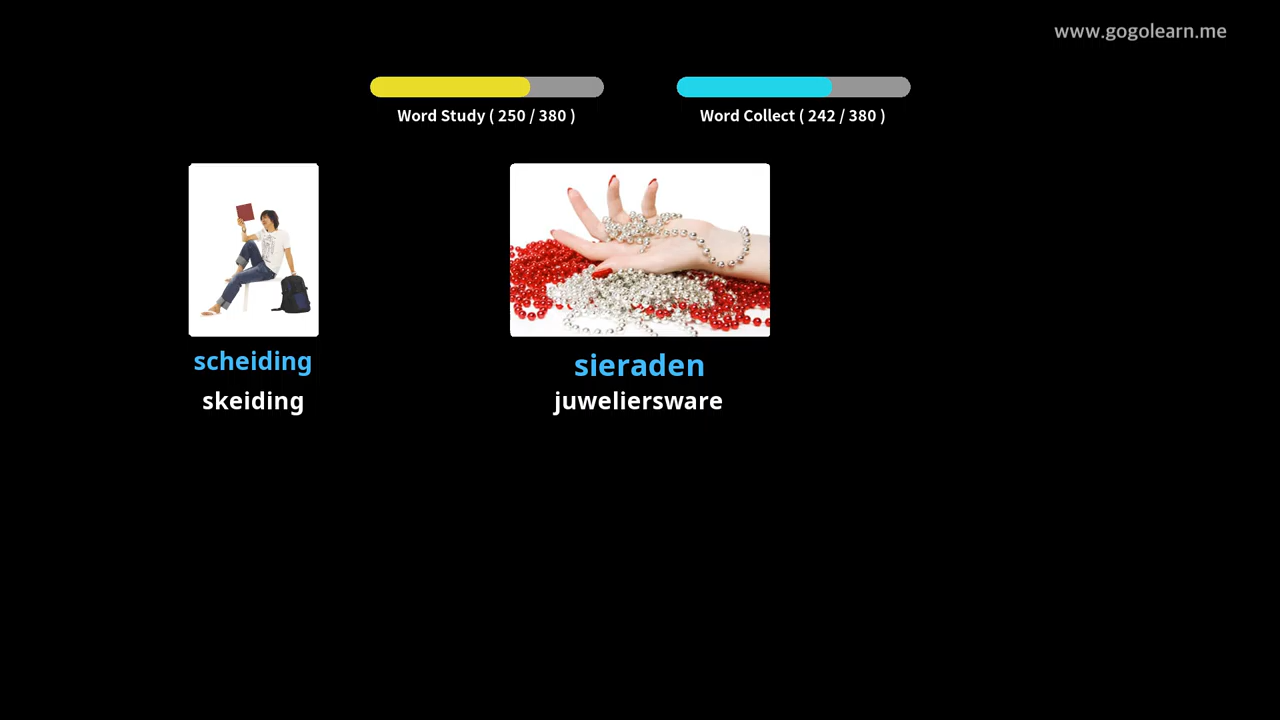 www.gogolearn.me
Word Study ( 250 / 380 )
Word Collect ( 242 / 380 )
scheiding
skeiding
sieraden
juweliersware